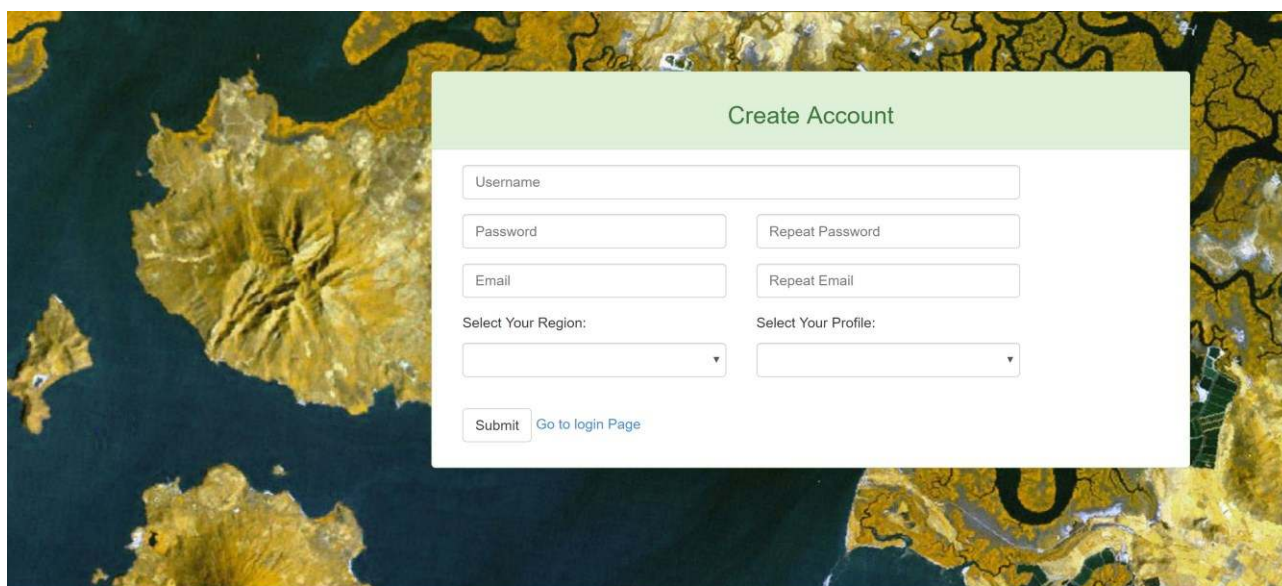 Create Account
Username
Password Repeat Password
Email Repeat Email
Select Your Region: Select Your Profile:
Submit Go to login Page